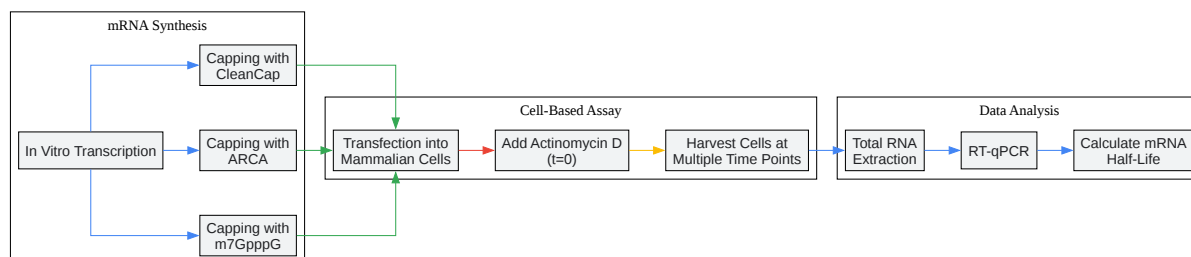 mRNA Synthesis
In Vitro Transcription
Capping with
CleanCap
Capping with
ARCA
Capping with
m7GpppG
Cell-Based Assay
Transfection into
Mammalian Cells
Add Actinomycin D
(t=0)
Harvest Cells at
Multiple Time Points
Data Analysis
Total RNA
Extraction
RT-qPCR
Calculate mRNA
Half-Life